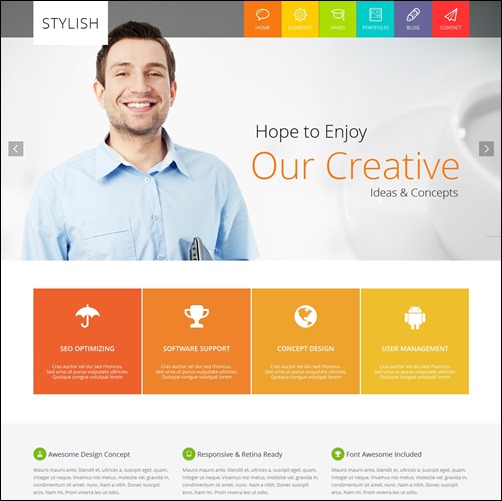 STYLISH
HOME
ELEMENTS
PAGES
PORTFOLIO
BLOG
CONTACT
Hope to Enjoy
Our Creative
Ideas & Concepts
SEO OPTIMIZING
Cras auctor vel dui sed rhoncus.
Sed ad urna purus vulputate ultrices.
Quisque congue vulputate lorem
SOFTWARE SUPPORT
Cras auctor vel dui sed rhoncus.
Sed ad urna purus vulputate ultrices.
Quisque congue vulputate lorem
CONCEPT DESIGN
Cras auctor vel dui sed rhoncus.
Sed ad urna purus vulputate ultrices.
Quisque congue vulputate lorem
USER MANAGEMENT
Cras auctor vel dui sed rhoncus.
Sed ad urna purus vulputate ultrices.
Quisque congue vulputate lorem
Awesome Design Concept
Mauris mauris ante, blandit et, ultrices a, suscipit eget, quam.
Integer ut neque. Vivamus nisi metus, molestie vel, gravida in,
condimentum sit amet, nunc. Nam a nibh. Donec suscipit
eros. Nam mi. Proin viverra leo ut odio.
Responsive & Retina Ready
Mauris mauris ante, blandit et, ultrices a, suscipit eget, quam.
Integer ut neque. Vivamus nisi metus, molestie vel, gravida in,
condimentum sit amet, nunc. Nam a nibh. Donec suscipit
eros. Nam mi. Proin viverra leo ut odio.
Font Awesome Included
Mauris mauris ante, blandit et, ultrices a, suscipit eget, quam.
Integer ut neque. Vivamus nisi metus, molestie vel, gravida in,
condimentum sit amet, nunc. Nam a nibh. Donec suscipit
eros. Nam mi. Proin viverra leo ut odio.